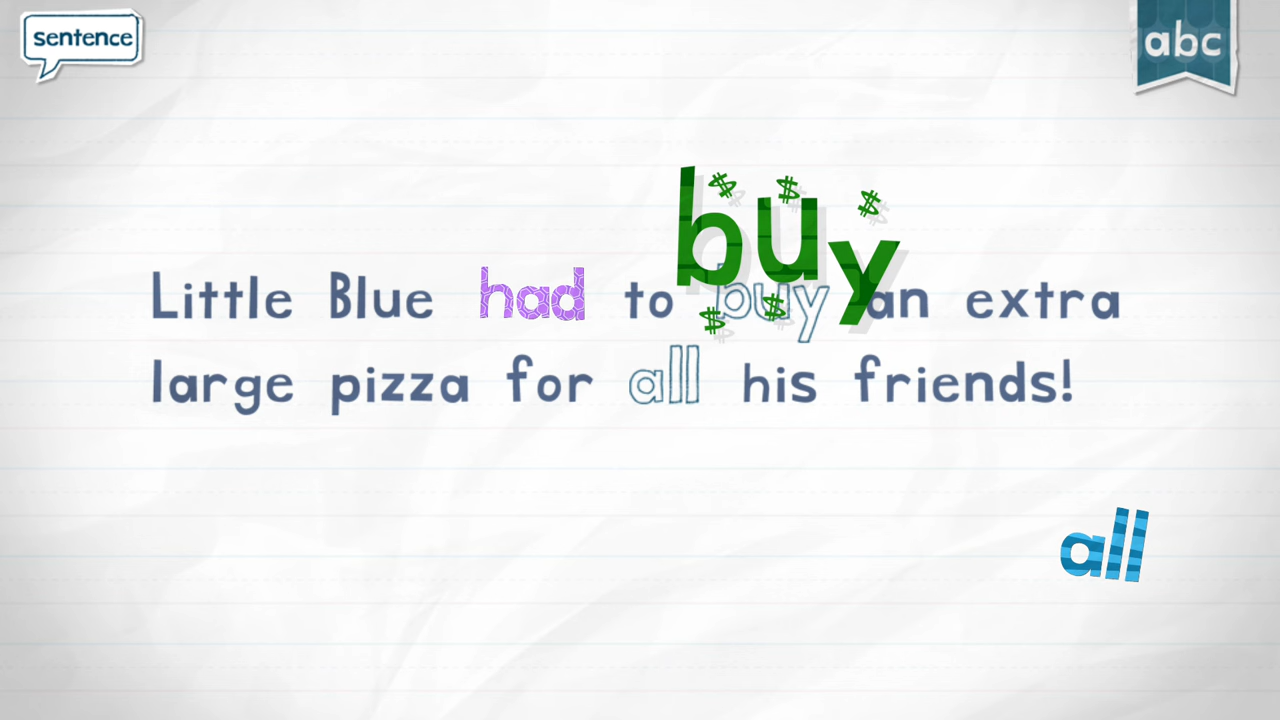 sentence
abc
buy
Little Blue had to buy an extra
large pizza for all his friends!
all